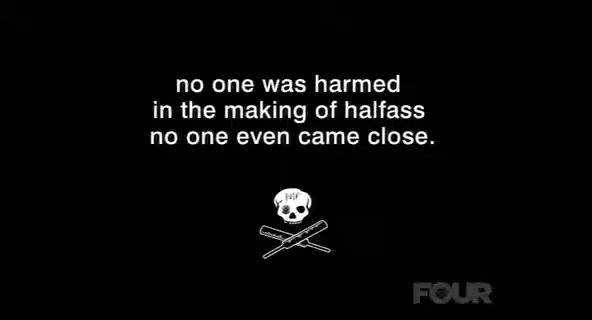 no one was harmed
in the making of halfass
no one even came close.
FOUR